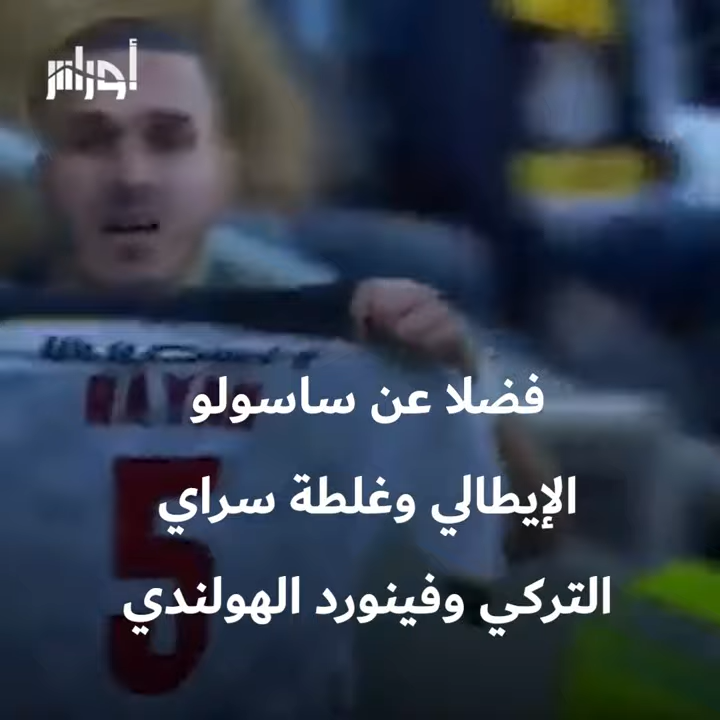 أوراس
فضلا عن ساسولو
الإيطالي وغلطة سراي
التركي وفينورد الهولندي
5